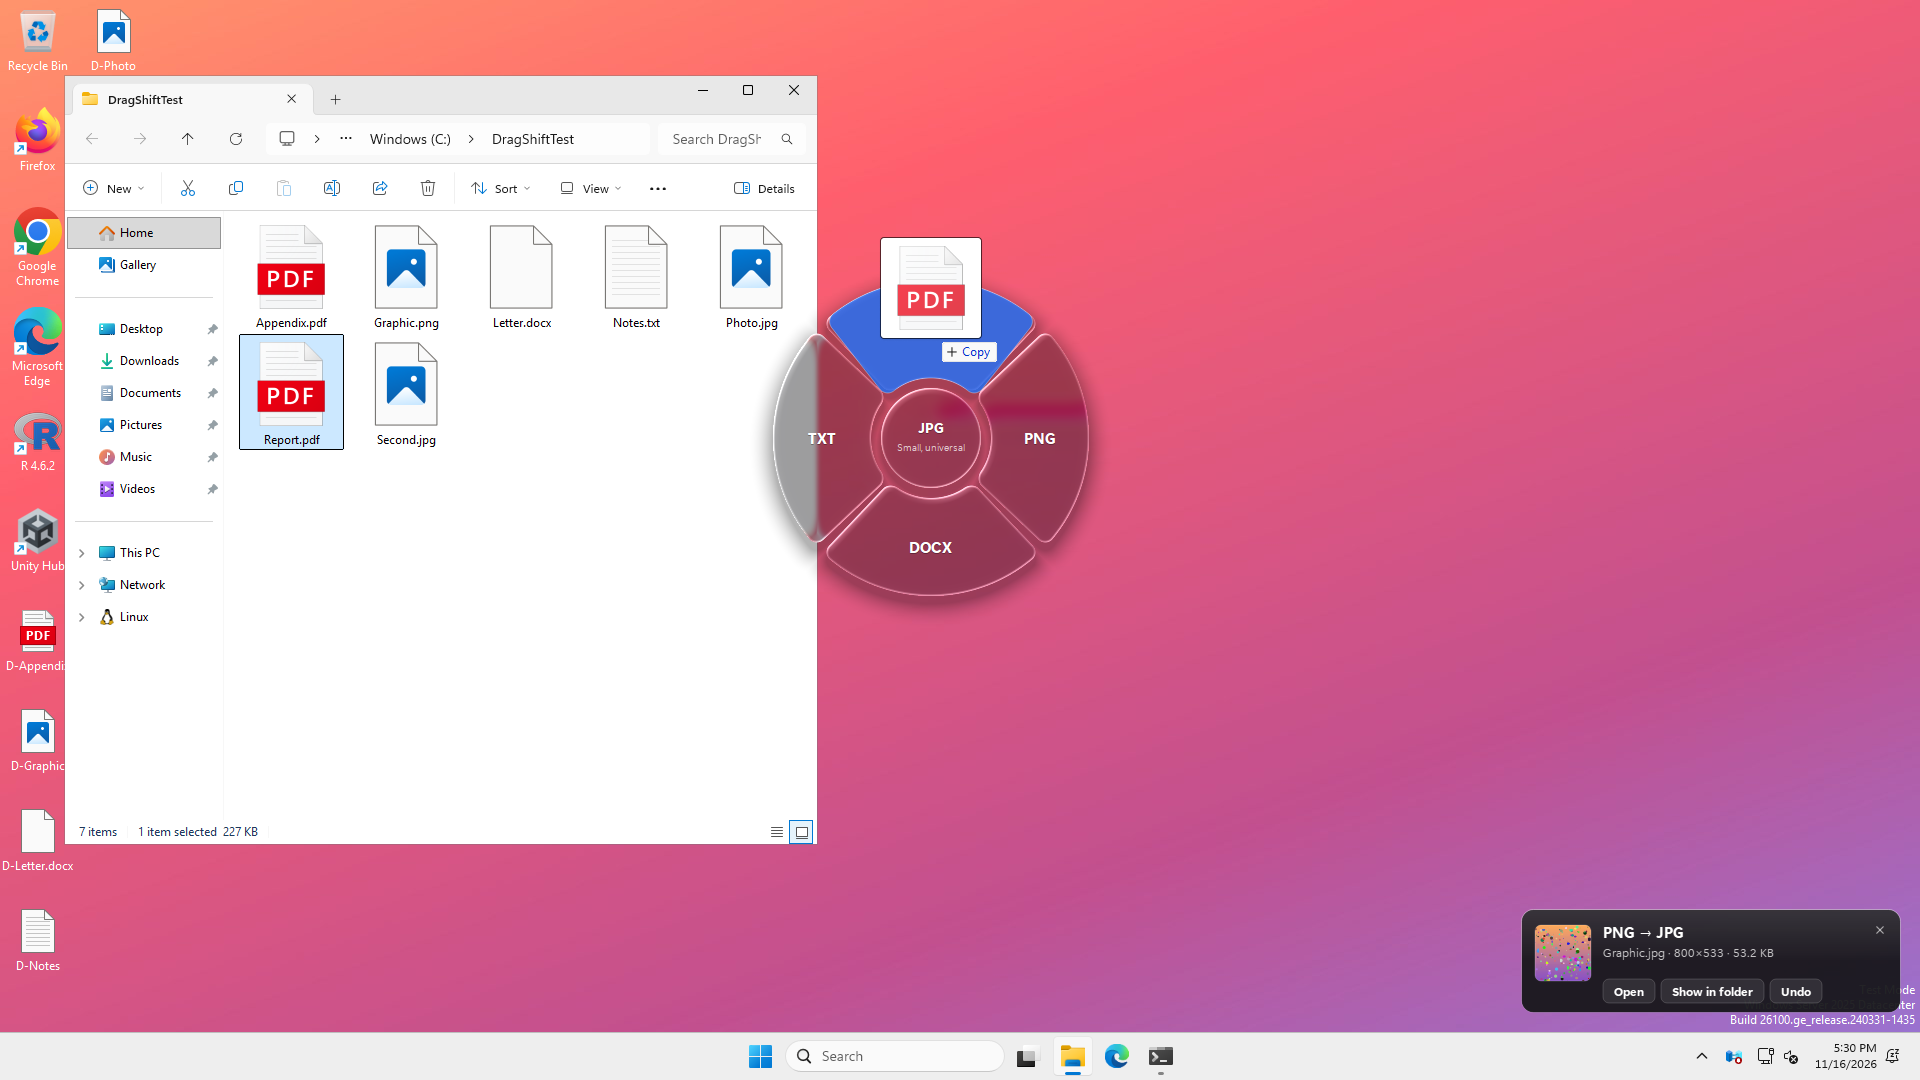 Recycle Bin
D-Photo
Firefox
Google
Chrome
Microsoft
Edge
R 4.6.2
Unity Hub
PDF
D-Appendix
D-Graphic
D-Letter.docx
D-Notes
DragShiftTest
Windows (C:)
DragShiftTest
Search DragSh
New
Sort
View
Details
Home
Gallery
Desktop
Downloads
Documents
Pictures
Music
Videos
This PC
Network
Linux
PDF
Appendix.pdf
Graphic.png
Letter.docx
Notes.txt
Photo.jpg
PDF
Report.pdf
Second.jpg
7 items
1 item selected 227 KB
PDF
+ Copy
TXT
JPG
Small, universal
PNG
DOCX
PNG → JPG
Graphic.jpg · 800×533 · 53.2 KB
Open
Show in folder
Undo
Build 26100.ge_release.240331-1435
Search
5:30 PM
11/16/2026